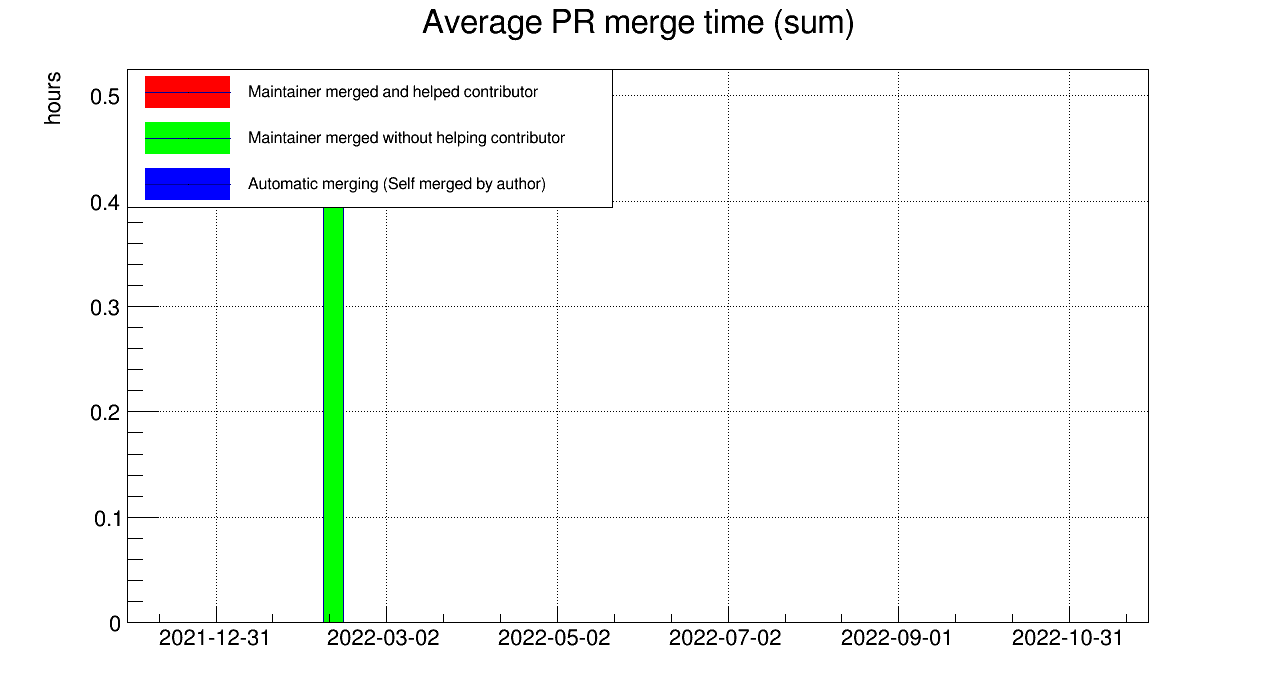 Average PR merge time (sum)
hours
Maintainer merged and helped contributor
Maintainer merged without helping contributor
Automatic merging (Self merged by author)
0.5
0.4
0.3
0.2
0.1
0
2021-12-31 2022-03-02 2022-05-02 2022-07-02 2022-09-01 2022-10-31